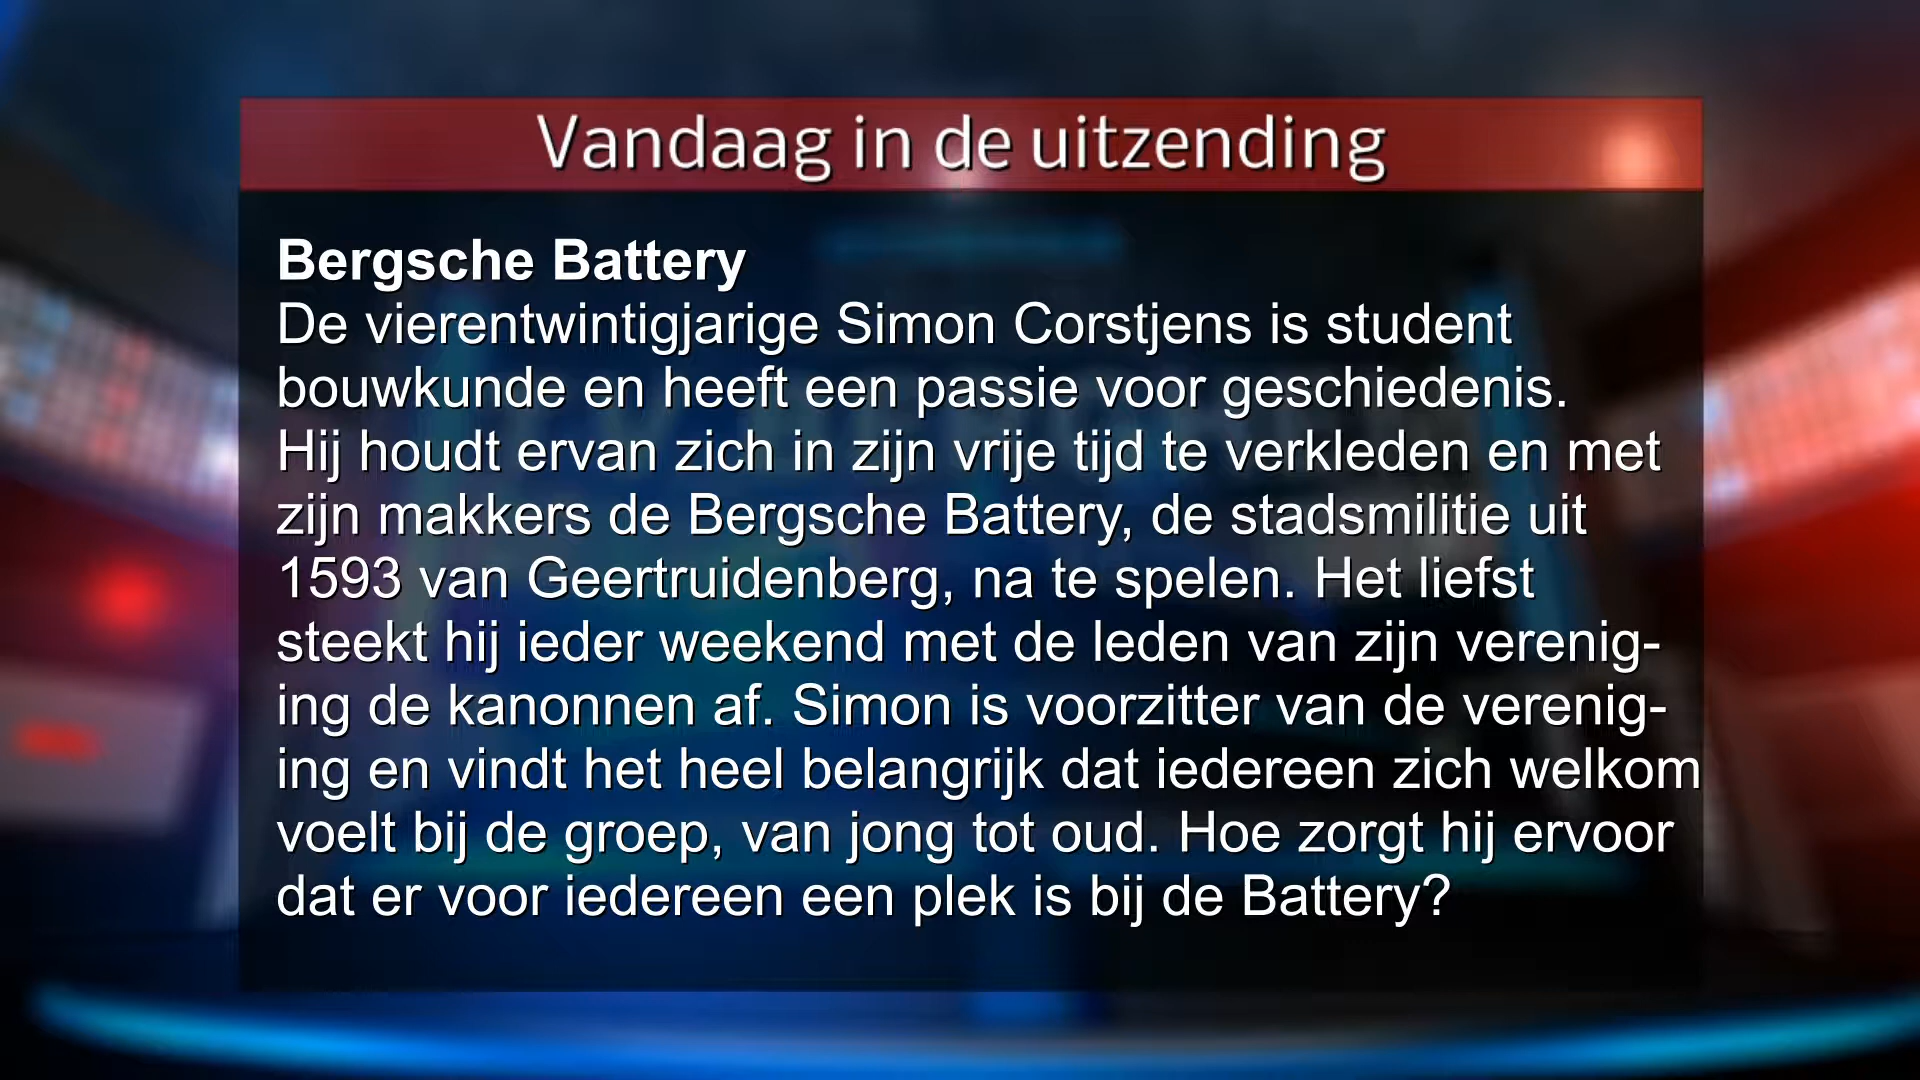 Vandaag in de uitzending
Bergsche Battery
De vierentwintigjarige Simon Corstjens is student
bouwkunde en heeft een passie voor geschiedenis.
Hij houdt ervan zich in zijn vrije tijd te verkleden en met
zijn makkers de Bergsche Battery, de stadsmilitie uit
1593 van Geertruidenberg, na te spelen. Het liefst
steekt hij ieder weekend met de leden van zijn verenig-
ing de kanonnen af. Simon is voorzitter van de verenig-
ing en vindt het heel belangrijk dat iedereen zich welkom
voelt bij de groep, van jong tot oud. Hoe zorgt hij ervoor
dat er voor iedereen een plek is bij de Battery?